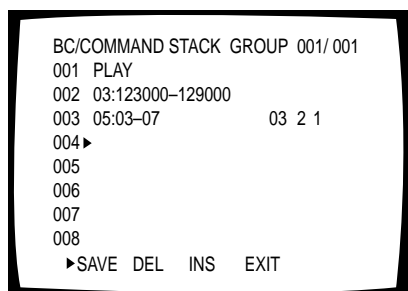 BC/COMMAND STACK GROUP 001/001
001 PLAY
002 03:123000–129000
003 05:03–07 03 2 1
004▶
005
006
007
008
▶SAVE DEL INS EXIT